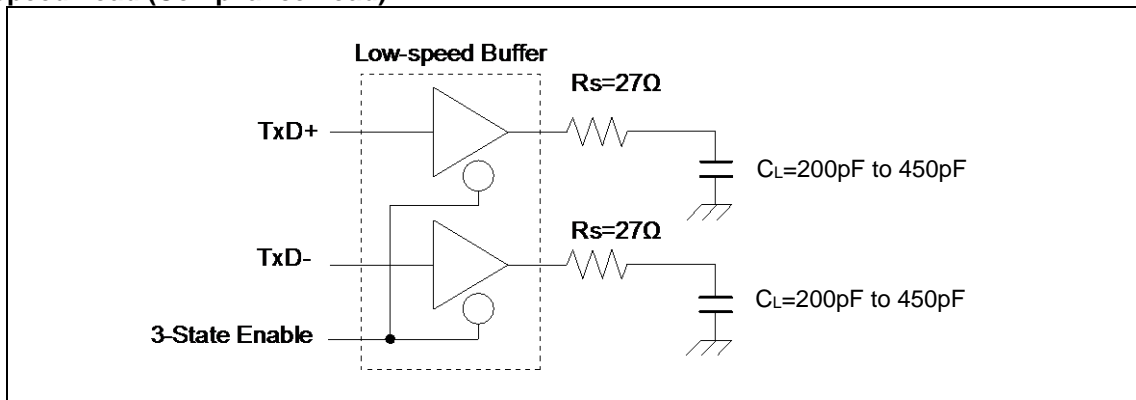 Low-speed Buffer
Rs=27Ω
TxD+
CL=200pF to 450pF
Rs=27Ω
TxD-
CL=200pF to 450pF
3-State Enable